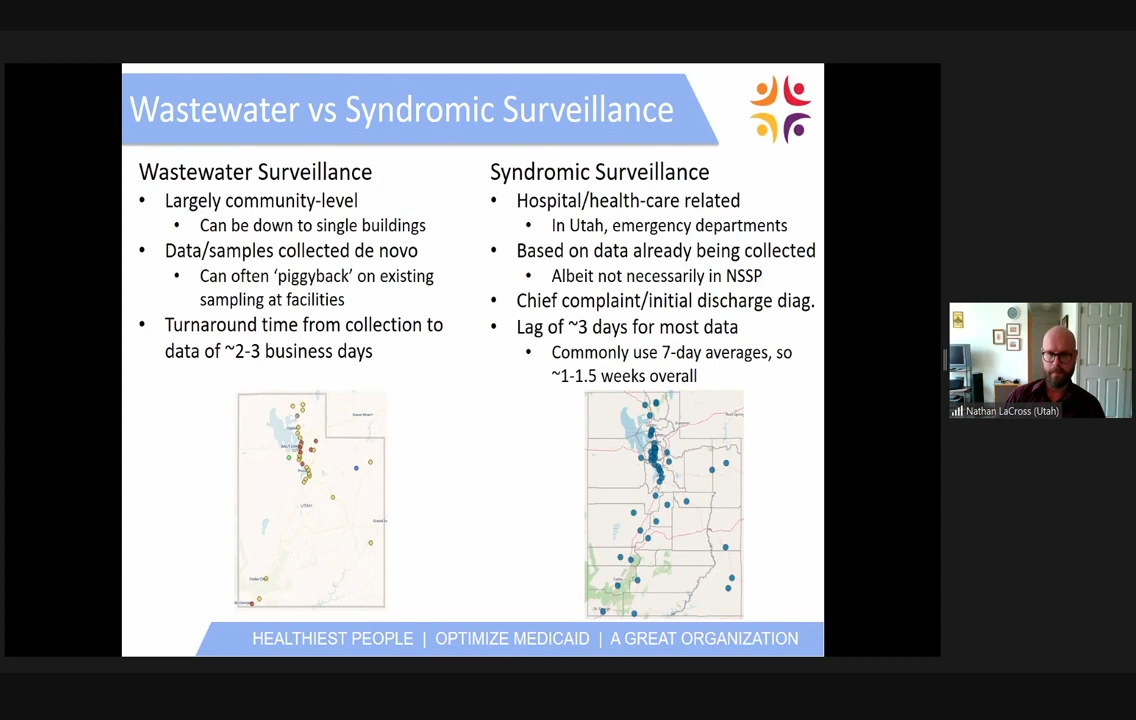 Wastewater vs Syndromic Surveillance
Wastewater Surveillance
• Largely community-level
• Can be down to single buildings
• Data/samples collected de novo
• Can often ‘piggyback’ on existing
sampling at facilities
• Turnaround time from collection to
data of ~2-3 business days
Syndromic Surveillance
• Hospital/health-care related
• In Utah, emergency departments
• Based on data already being collected
• Albeit not necessarily in NSSP
• Chief complaint/initial discharge diag.
• Lag of ~3 days for most data
• Commonly use 7-day averages, so
~1-1.5 weeks overall
UTAH
HEALTHIEST PEOPLE | OPTIMIZE MEDICAID | A GREAT ORGANIZATION
Nathan LaCross (Utah)